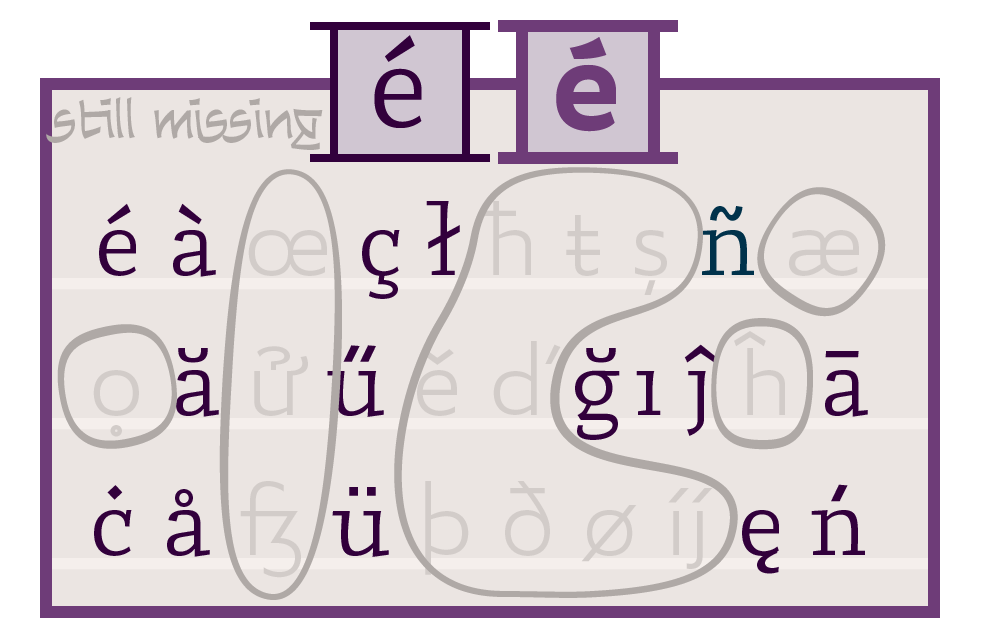 é é
still missing
é à œ ç ł ħ ŧ ș ñ æ
ọ ă ử ű ě ď ğ ı ĵ ĥ ā
ċ å ꜩ ü þ ð ø íj́ ę ń